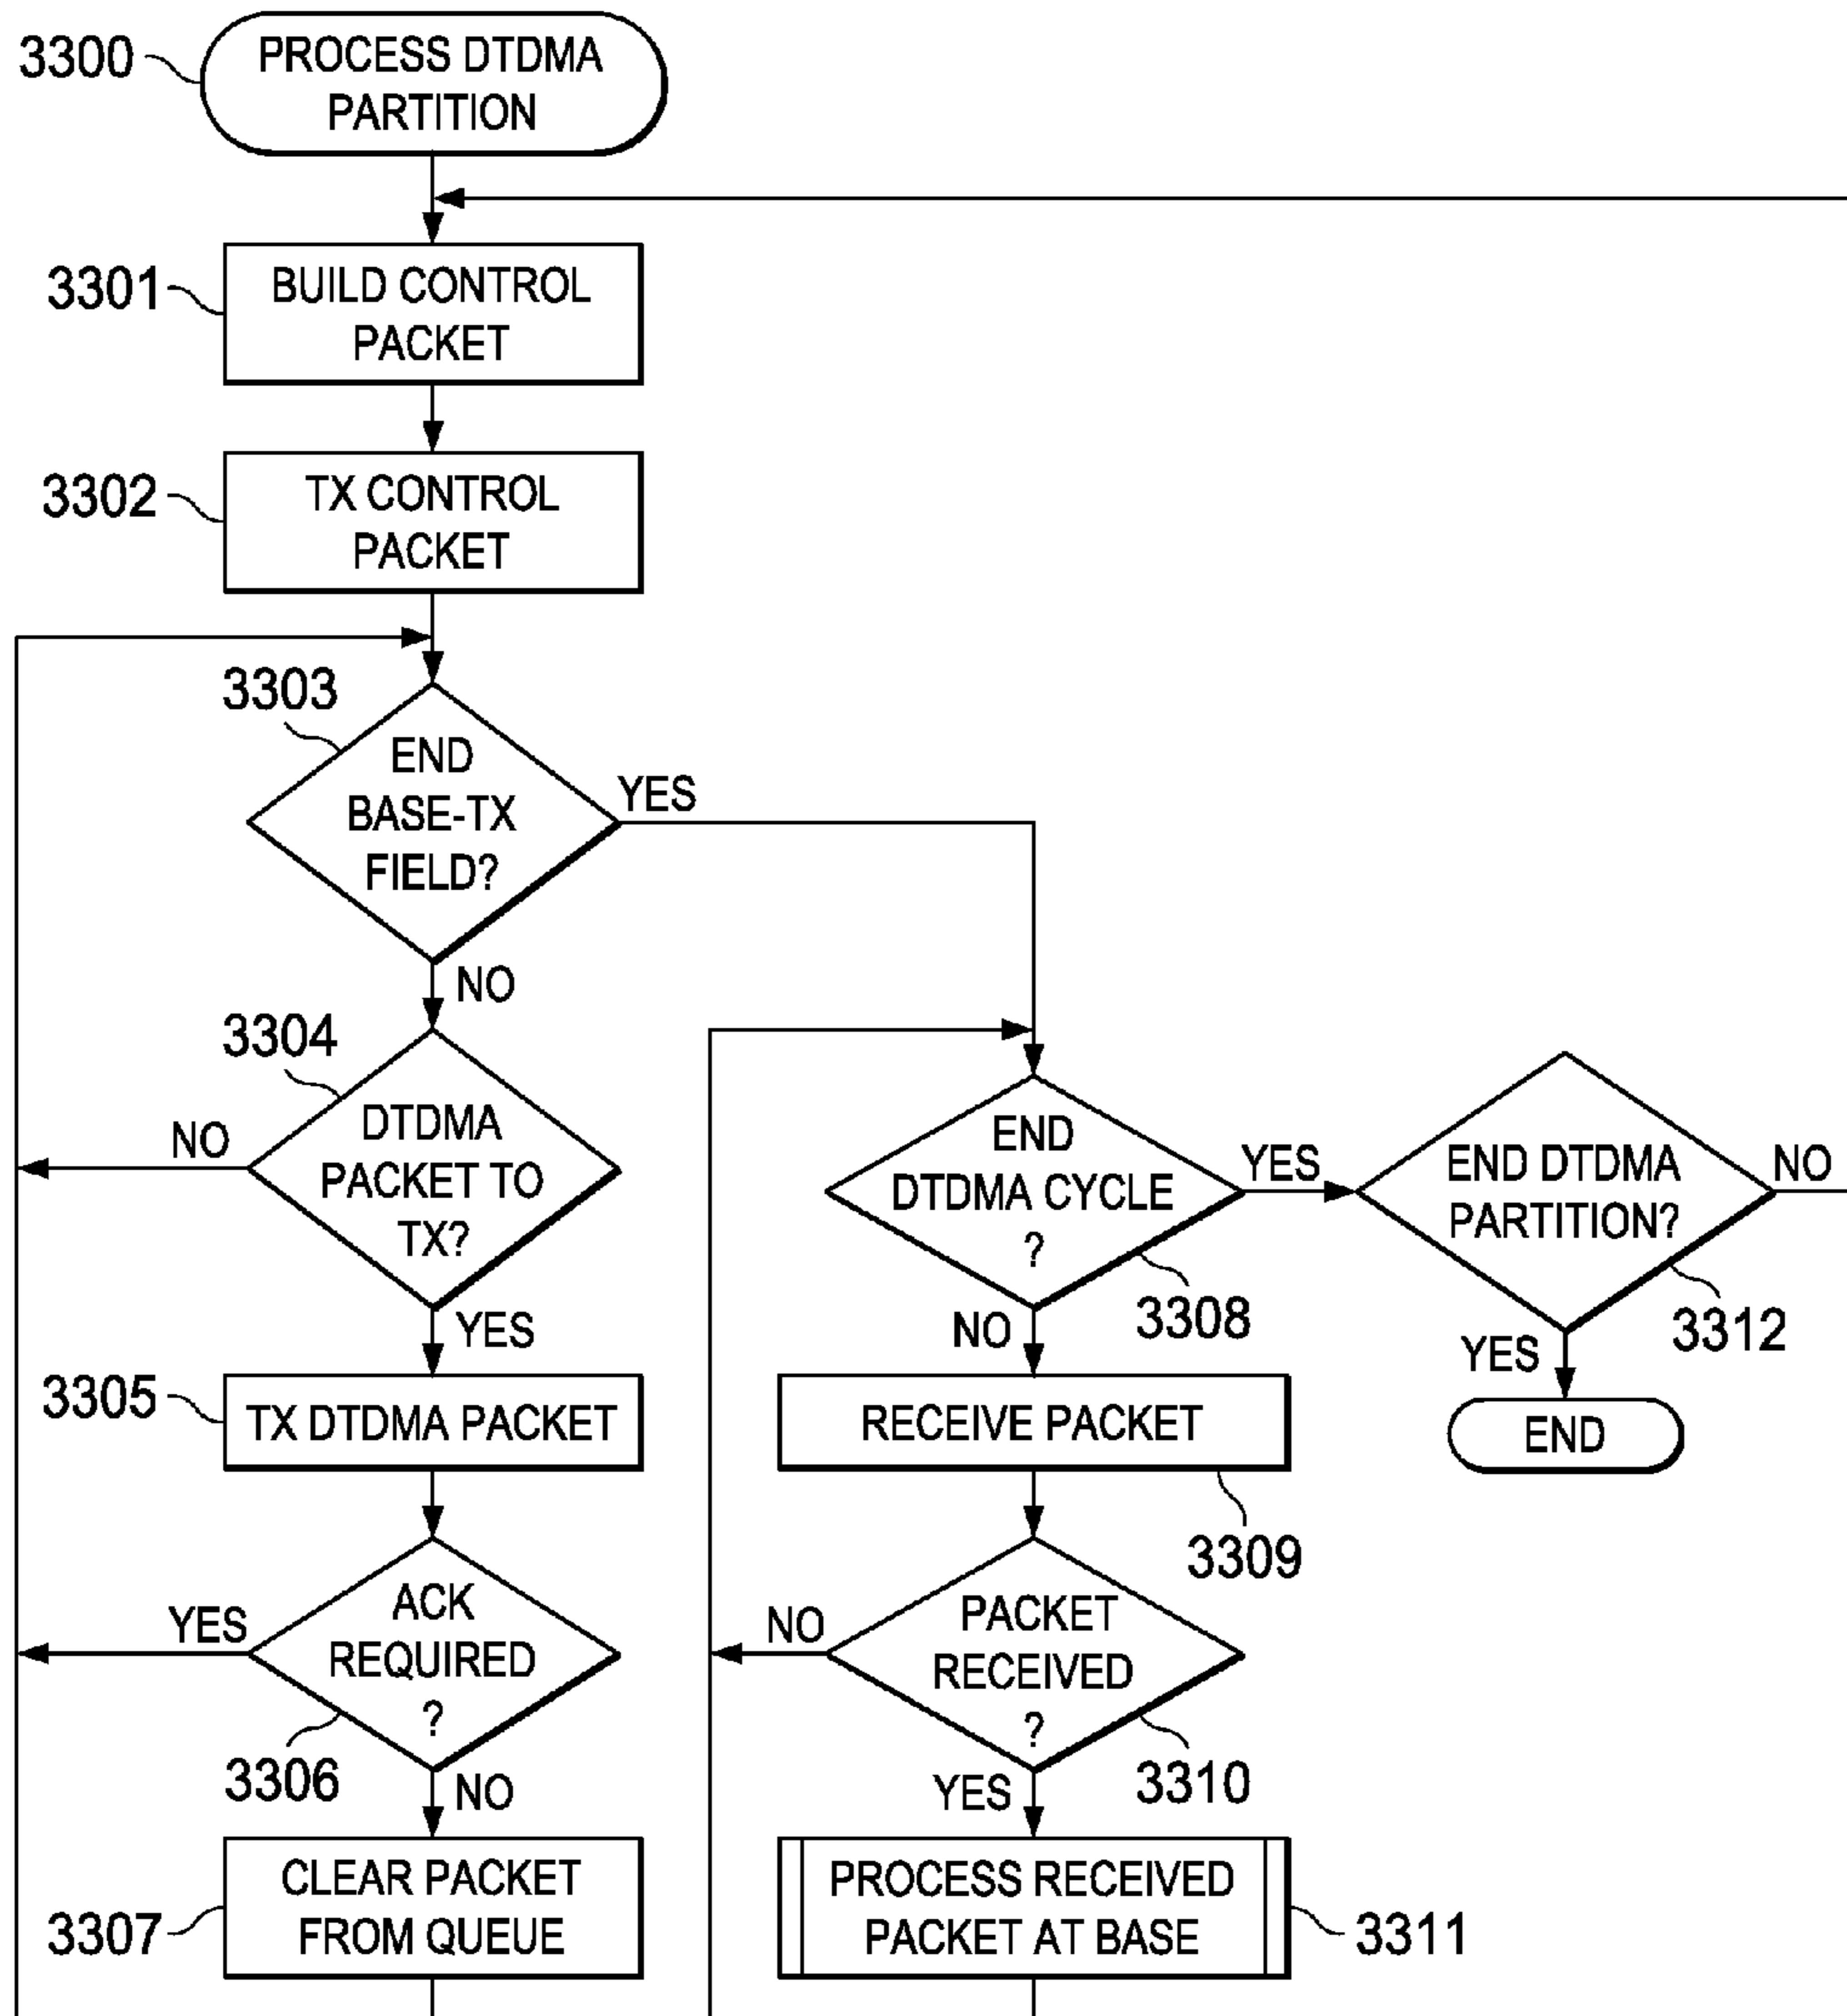 3300
PROCESS DTDMA
PARTITION
3301
BUILD CONTROL
PACKET
3302
TX CONTROL
PACKET
3303
END
BASE-TX
FIELD?
YES
NO
3304
DTDMA
PACKET TO
TX?
NO
YES
3305
TX DTDMA PACKET
ACK
REQUIRED
?
YES
3306
NO
3307
CLEAR PACKET
FROM QUEUE
END
DTDMA CYCLE
?
YES
3308
NO
RECEIVE PACKET
3309
PACKET
RECEIVED
?
NO
3310
YES
PROCESS RECEIVED
PACKET AT BASE
3311
END DTDMA
PARTITION?
NO
3312
YES
END